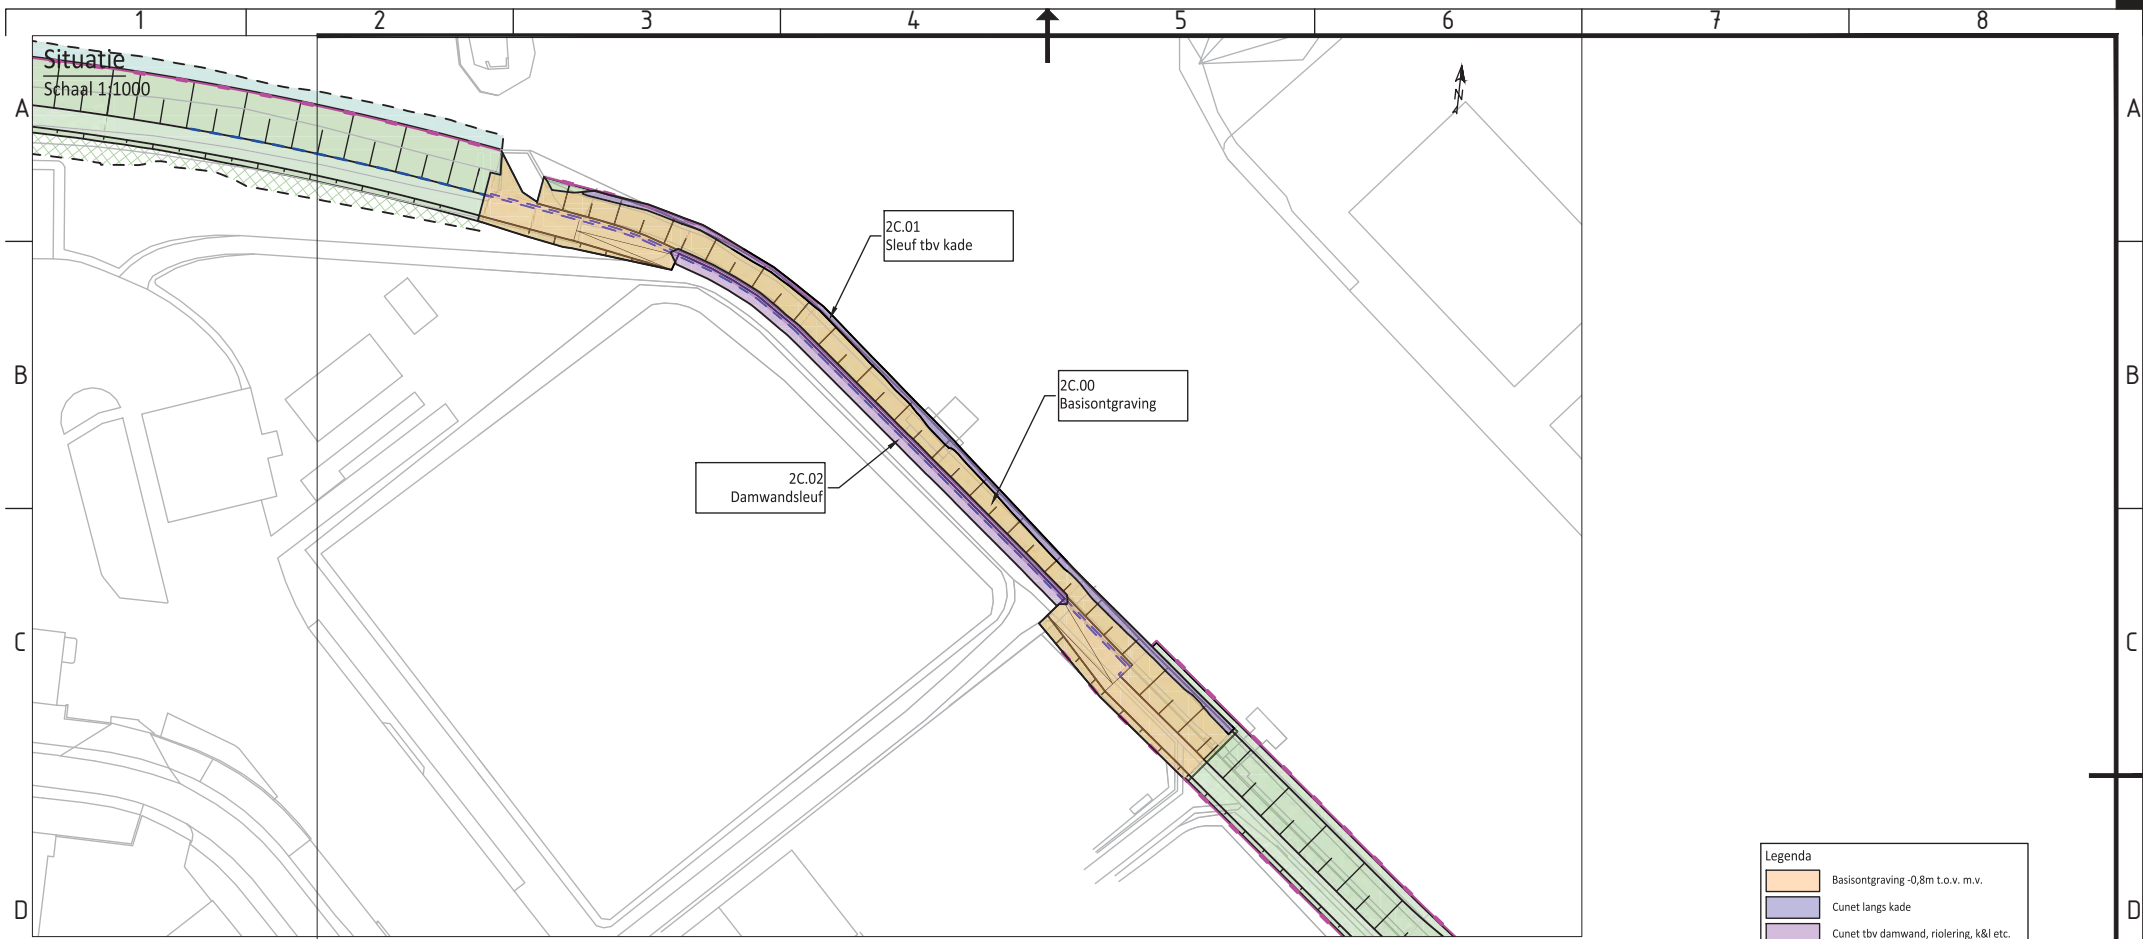 1 2 3 4 5 6 7 8
Situatie
Schaal 1:1000
A A
N
2C.01
Sleuf tbv kade
B B
2C.00
Basisontgraving
2C.02
Damwandsleuf
C C
Legenda
Basisontgraving -0,8m t.o.v. m.v.
Cunet langs kade
D D
Cunet tbv damwand, riolering, k&l etc.